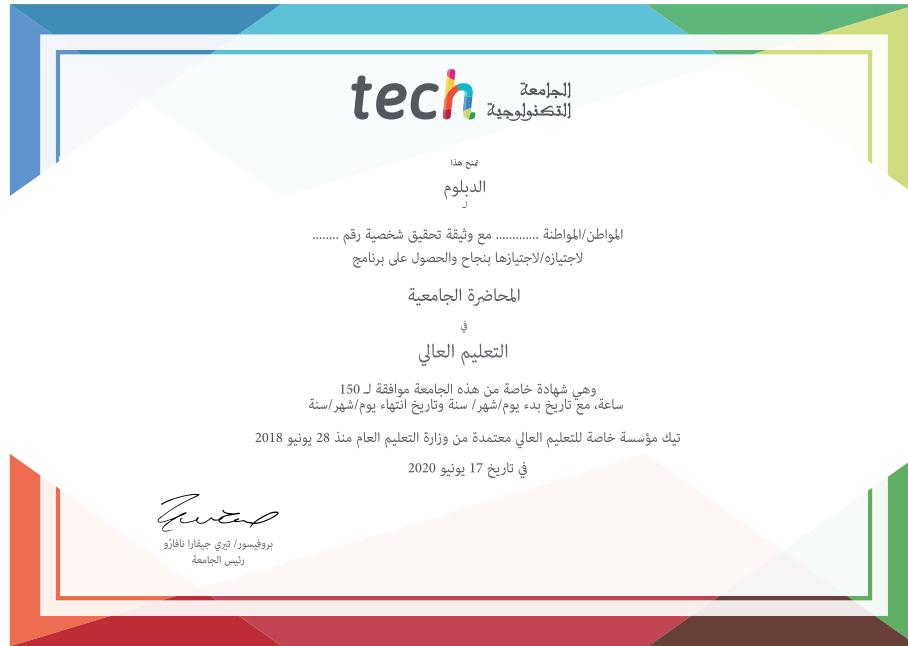 tech الجامعة
التكنولوجية
تمنح هذا
الدبلوم
لـ
المواطن/المواطنة ............. مع وثيقة تحقيق شخصية رقم ........
لاجتيازه/لاجتيازها بنجاح والحصول على برنامج
المحاضرة الجامعية
في
التعليم العالي
وهي شهادة خاصة من هذه الجامعة موافقة لـ 150
ساعة، مع تاريخ بدء يوم/شهر/ سنة وتاريخ انتهاء يوم/شهر/سنة
تيك مؤسسة خاصة للتعليم العالي معتمدة من وزارة التعليم العام منذ 28 يونيو 2018
في تاريخ 17 يونيو 2020
بروفيسور/ تيري جيفارا نافارّو
رئيس الجامعة